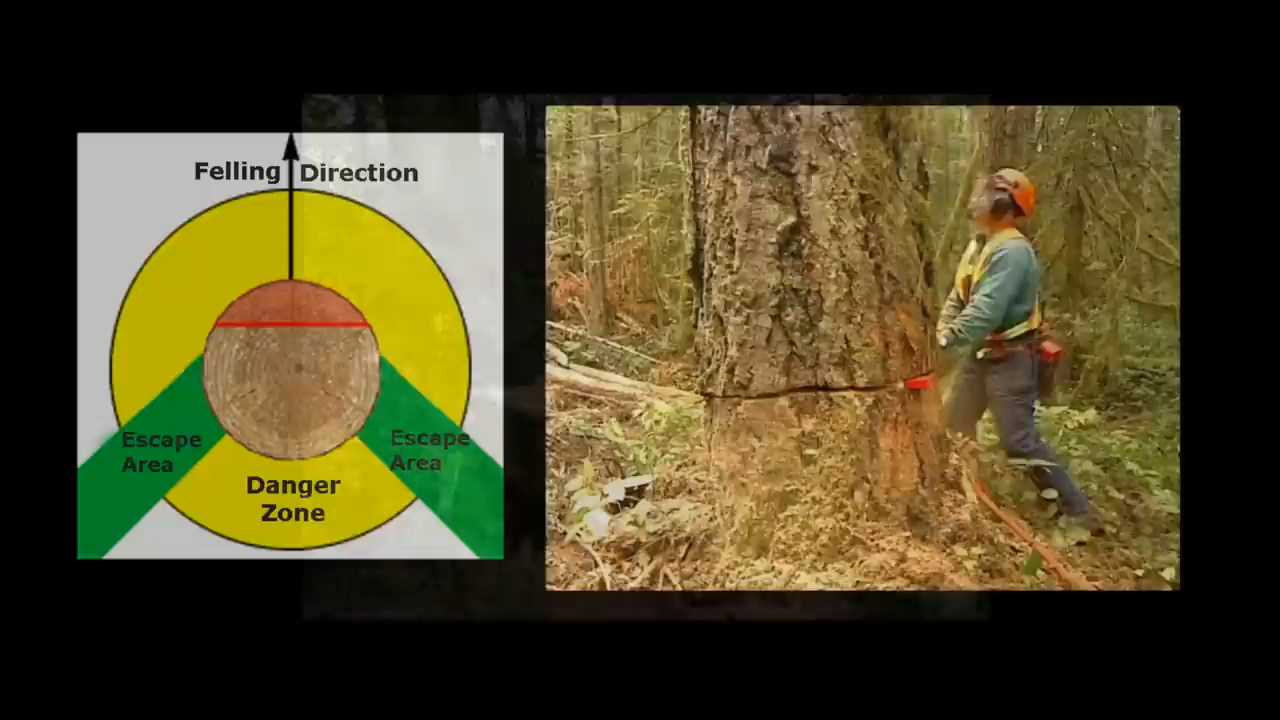 Felling Direction
Escape
Area
Escape
Area
Danger
Zone